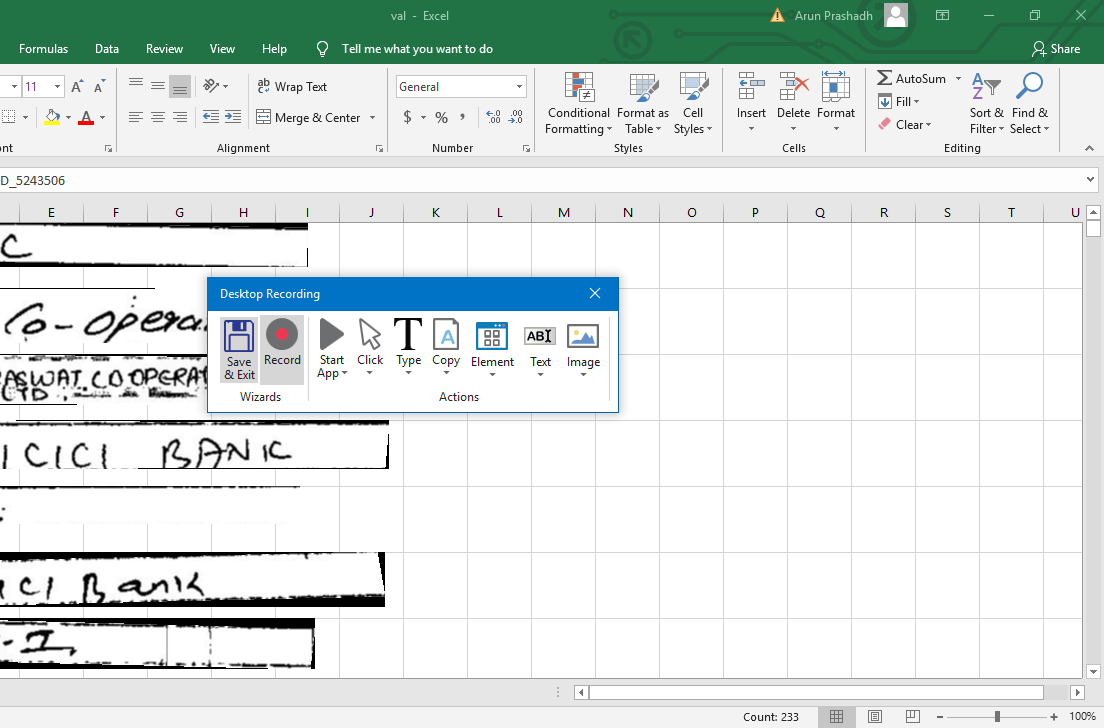 val - Excel
Arun Prashadh
Formulas Data Review View Help Tell me what you want to do Share
11 A A ab Wrap Text General AutoSum
Conditional Formatting Format as Table Cell Styles Insert Delete Format Fill Sort & Filter Find & Select
A Merge & Center $ % , Clear
nt Alignment Number Styles Cells Editing
D_5243506
E F G H I J K L M N O P Q R S T U
C
Desktop Recording
Co-opera
Save & Exit Record Start App Click Type Copy Element Text Image
ASWAT.CO OPERAT
LTD.
Wizards Actions
ICICI BANK
ICI Bank
-I,
Count: 233 100%